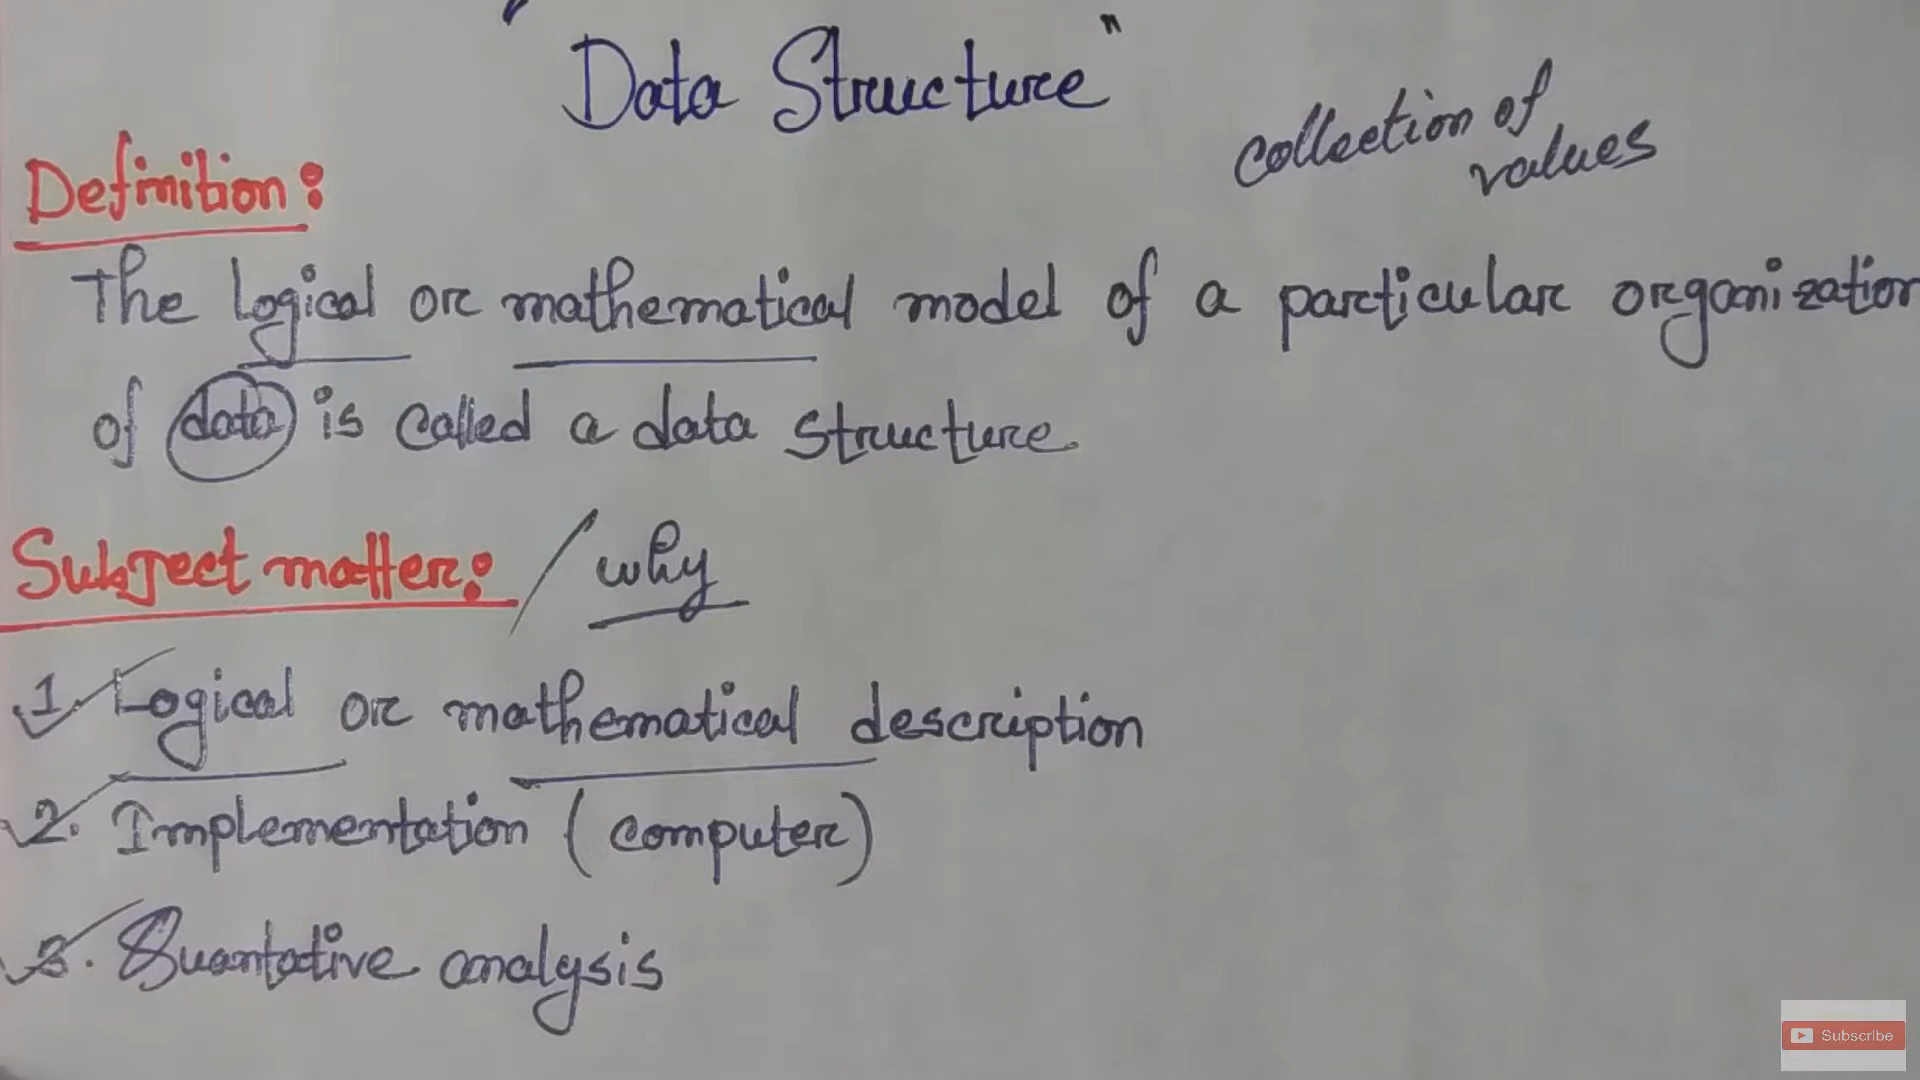 "Data Structure"
collection of
values
Definition:
The logical or mathematical model of a particular organization
of data is called a data structure.
Subject matter: / why
1. Logical or mathematical description
2. Implementation (computer)
3. Quantative analysis
Subscribe